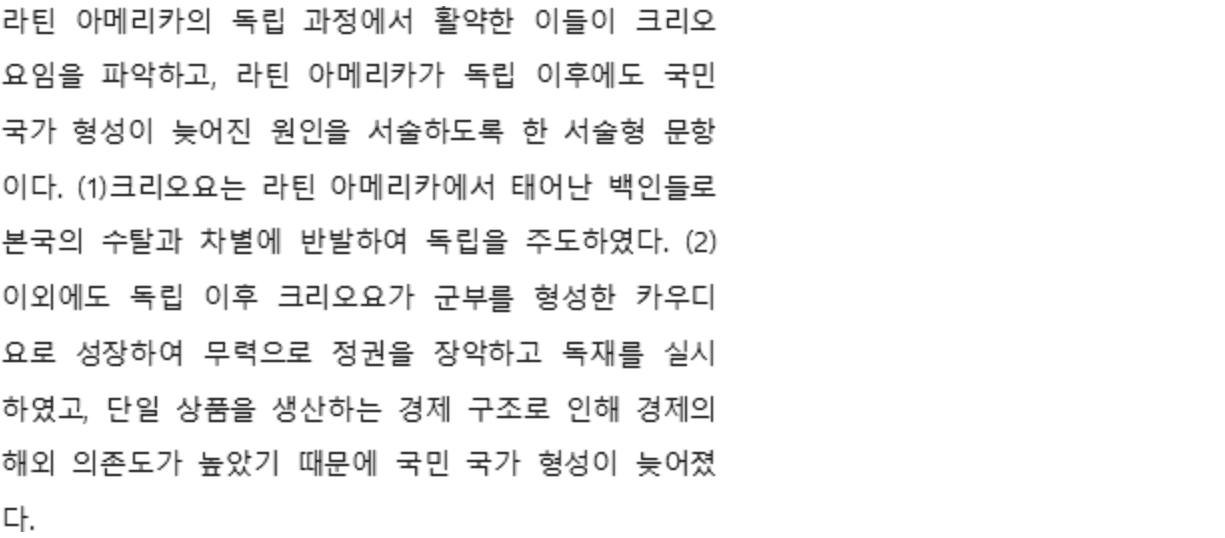 라틴 아메리카의 독립 과정에서 활약한 이들이 크리오
요임을 파악하고, 라틴 아메리카가 독립 이후에도 국민
국가 형성이 늦어진 원인을 서술하도록 한 서술형 문항
이다. (1)크리오요는 라틴 아메리카에서 태어난 백인들로
본국의 수탈과 차별에 반발하여 독립을 주도하였다. (2)
이외에도 독립 이후 크리오요가 군부를 형성한 카우디
요로 성장하여 무력으로 정권을 장악하고 독재를 실시
하였고, 단일 상품을 생산하는 경제 구조로 인해 경제의
해외 의존도가 높았기 때문에 국민 국가 형성이 늦어졌
다.